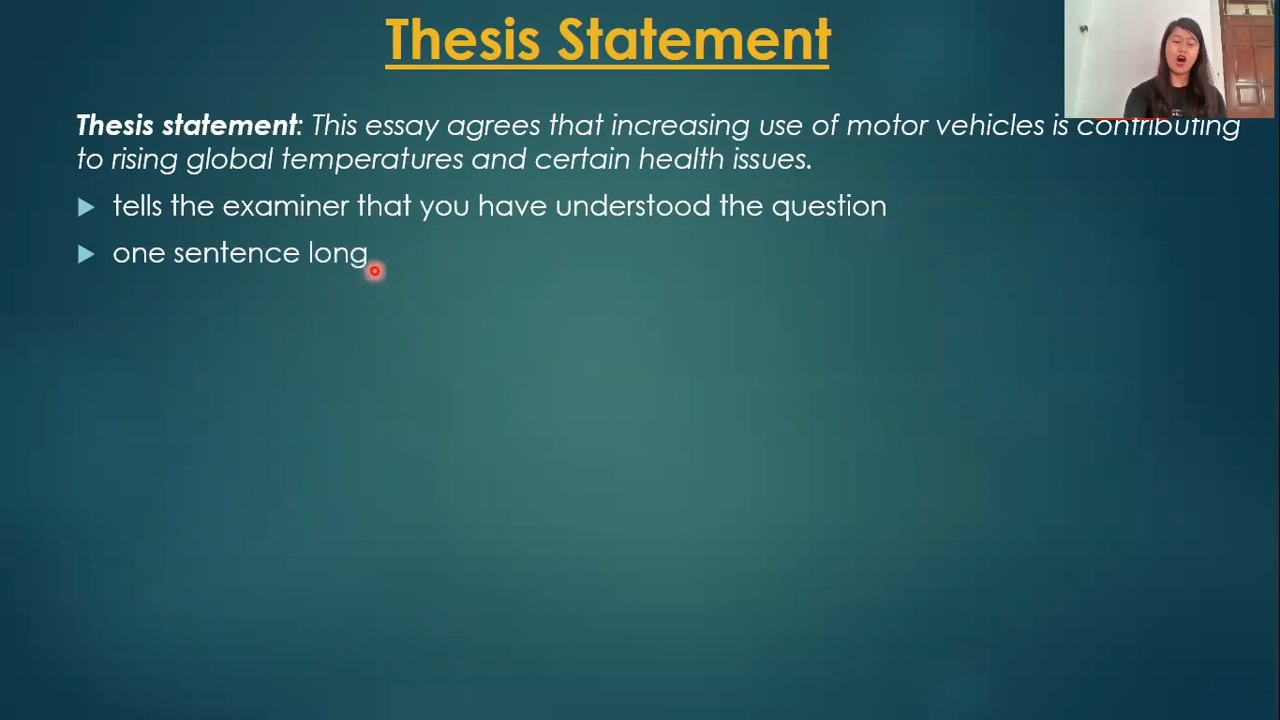 Thesis Statement
Thesis statement: This essay agrees that increasing use of motor vehicles is contributing
to rising global temperatures and certain health issues.
tells the examiner that you have understood the question
one sentence long